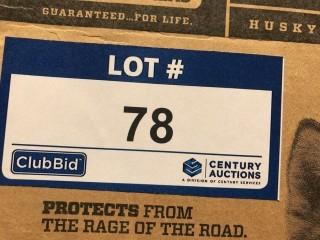 GUARANTEED...FOR LIFE.
HUSKY
LOT #
78
ClubBid
CENTURY
AUCTIONS
A DIVISION OF CENTURY SERVICES
PROTECTS FROM
THE RAGE OF THE ROAD.